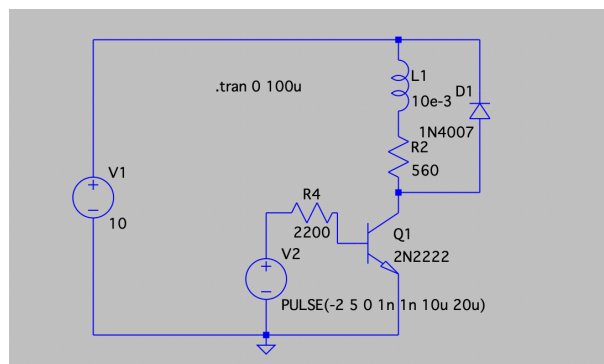 L1
.tran 0 100u
10e-3
D1
1N4007
R2
560
V1
10
R4
2200
V2
Q1
2N2222
PULSE(-2 5 0 1n 1n 10u 20u)